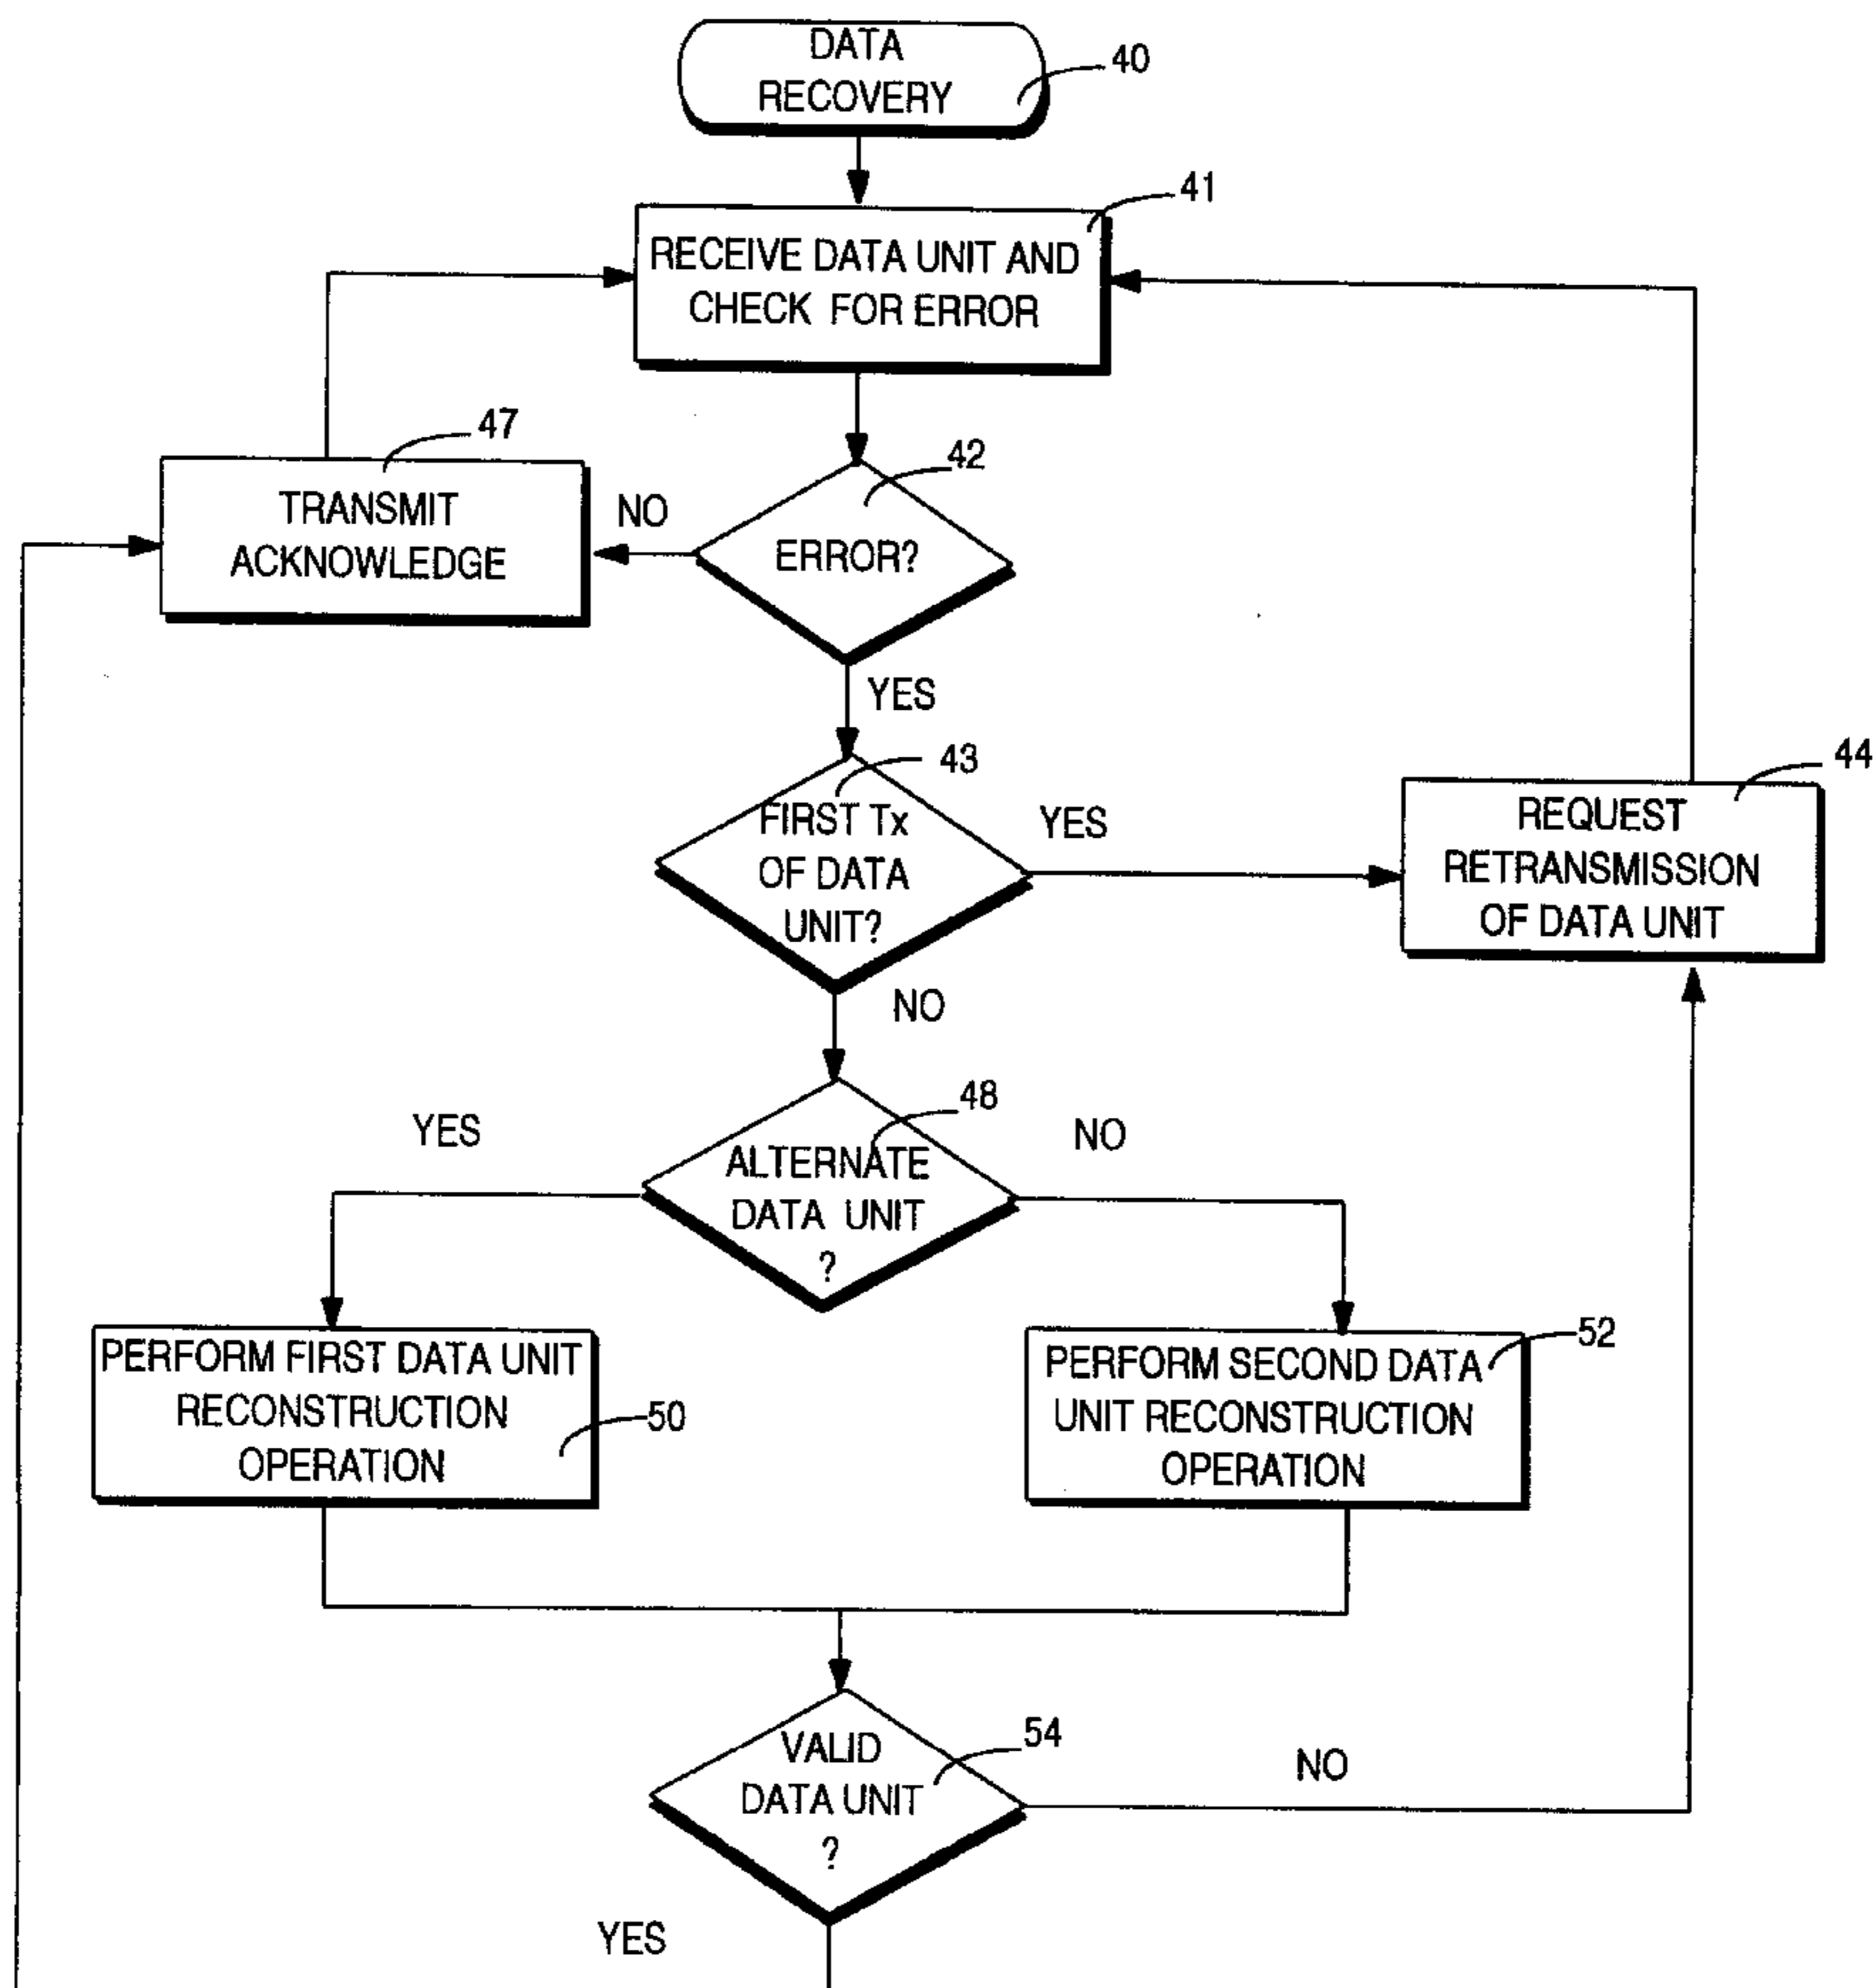 DATA
RECOVERY
40
41
RECEIVE DATA UNIT AND
CHECK FOR ERROR
47
TRANSMIT
ACKNOWLEDGE
NO
42
ERROR?
YES
43
FIRST Tx
OF DATA
UNIT?
YES
44
REQUEST
RETRANSMISSION
OF DATA UNIT
NO
48
YES
ALTERNATE
DATA UNIT
?
NO
PERFORM FIRST DATA UNIT
RECONSTRUCTION
OPERATION
50
52
PERFORM SECOND DATA
UNIT RECONSTRUCTION
OPERATION
54
VALID
DATA UNIT
?
NO
YES